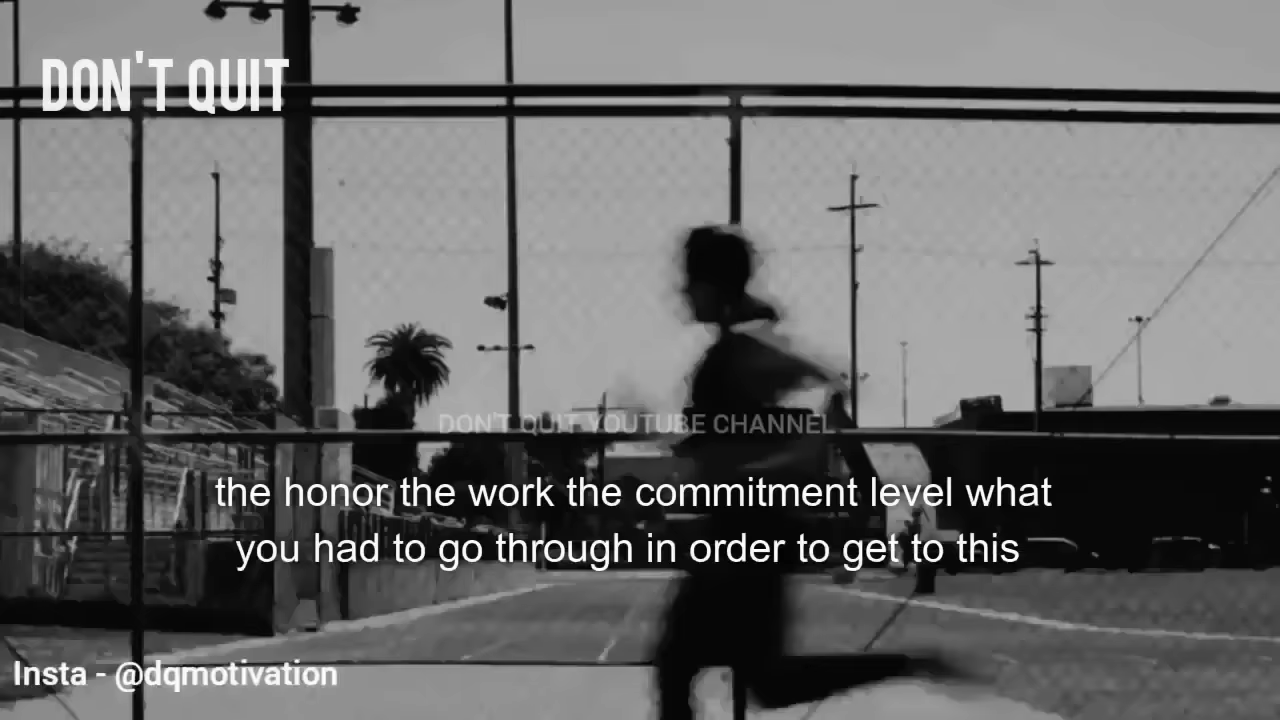 DON'T QUIT
DON'T QUIT YOUTUBE CHANNEL
the honor the work the commitment level what
you had to go through in order to get to this
Insta - @dqmotivation